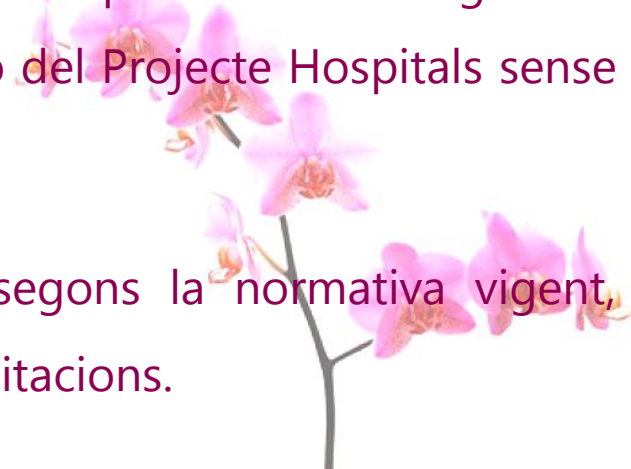 del Projecte Hospitals sense
segons la normativa vigent,
itacions.